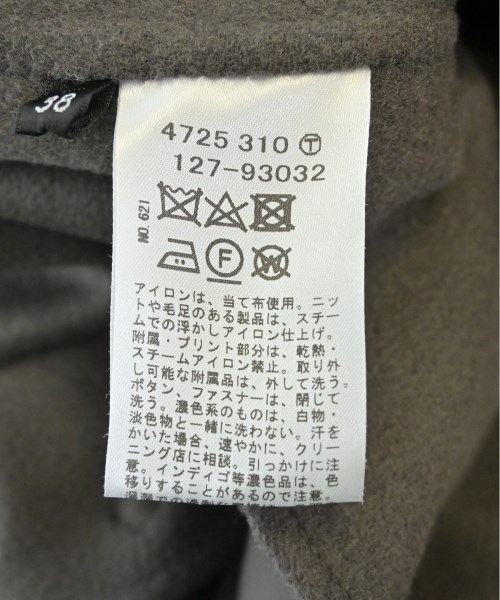 38
4725 310 Ⓣ
127-93032
NO. 621
F
W
アイロンは、当て布使用。ニッ
トや毛足のある製品は、スチー
ムでの浮かしアイロン仕上げ。
附属・プリント部分は、乾熱・
スチームアイロン禁止。取り外
し可能な附属品は、外して洗う。
ボタン、ファスナーは、閉じて
洗う。濃色系のものは、白物・
淡色物と一緒に洗わない。汗を
かいた場合、速やかに、クリー
ニング店に相談。引っかけに注
意。インディゴ等濃色品は、色
移りすることがあるので注意。